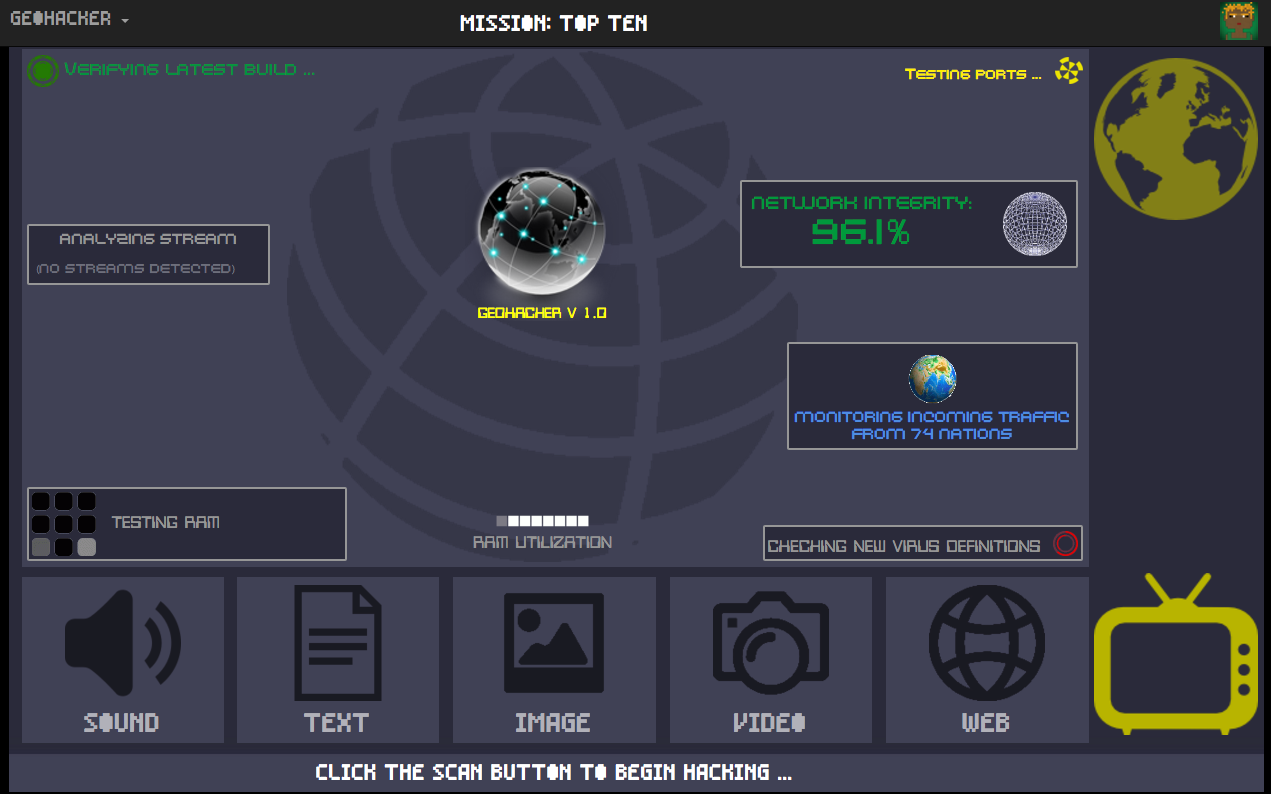 GEOHACKER
MISSION: TOP TEN
VERIFYING LATEST BUILD ...
TESTING PORTS ...
NETWORK INTEGRITY:
96.1%
ANALYZING STREAM
(NO STREAMS DETECTED)
GEOHACHER V 1.0
MONITORING INCOMING TRAFFIC
FROM 74 NATIONS
TESTING RAM
RAM UTILIZATION
CHECHING NEW VIRUS DEFINITIONS
SOUND
TEXT
IMAGE
VIDEO
WEB
CLICK THE SCAN BUTTON TO BEGIN HACKING ...